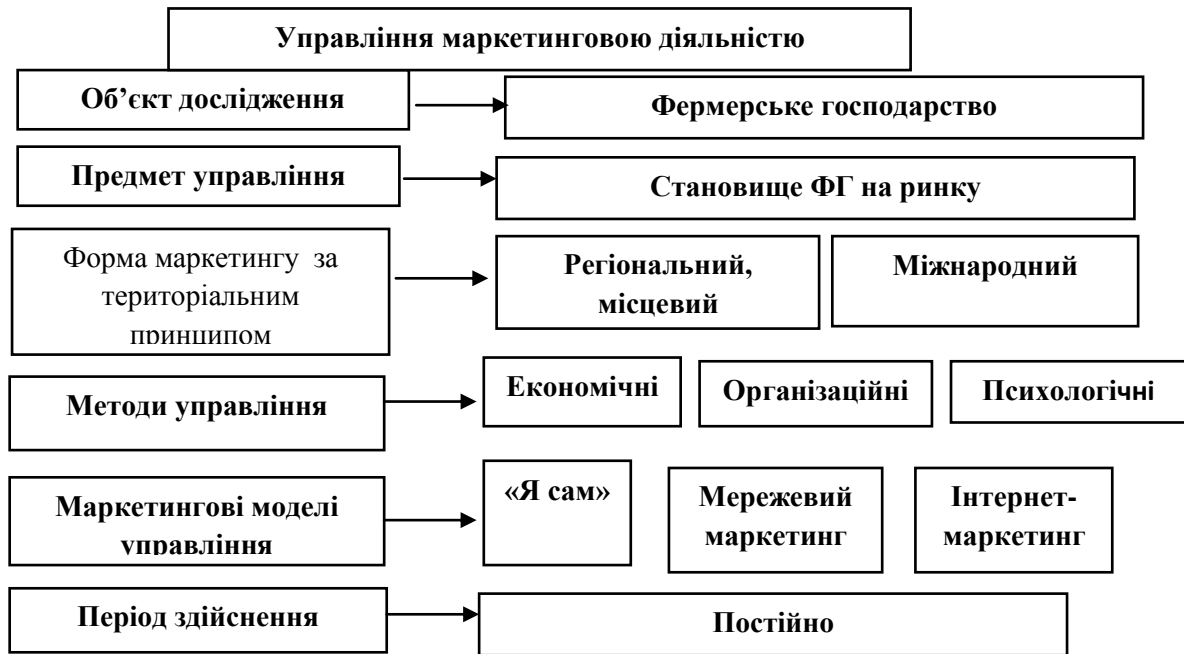 Управління маркетинговою діяльністю
Об’єкт дослідження
Фермерське господарство
Предмет управління
Становище ФГ на ринку
Форма маркетингу за
територіальним
принципом
Регіональний,
місцевий
Міжнародний
Методи управління
Економічні
Організаційні
Психологічні
Маркетингові моделі
управління
«Я сам»
Мережевий
маркетинг
Інтернет-
маркетинг
Період здійснення
Постійно